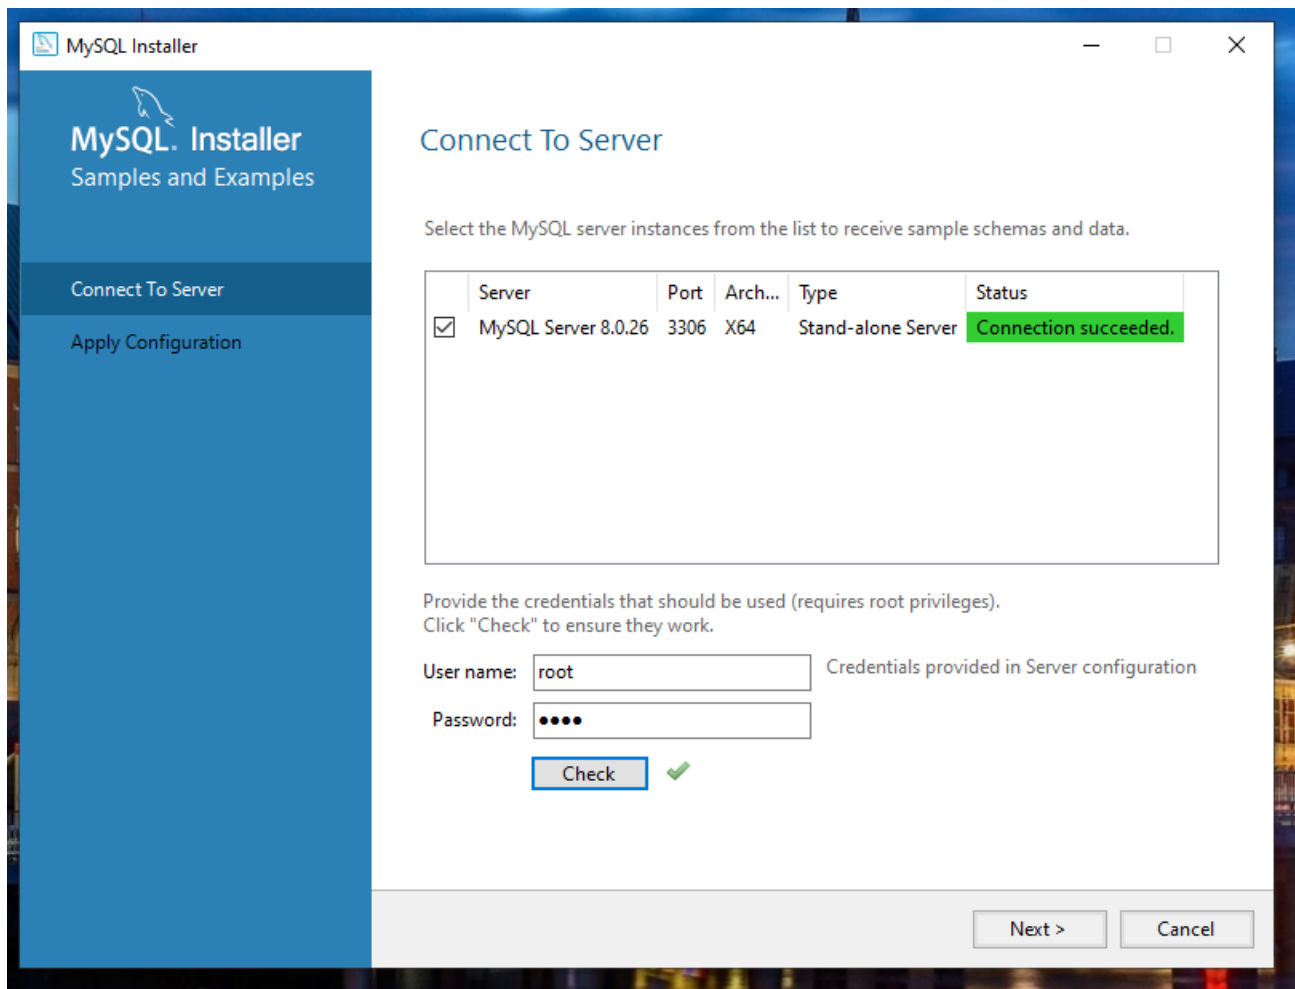 MySQL Installer
MySQL. Installer
Samples and Examples
Connect To Server
Apply Configuration
Connect To Server
Select the MySQL server instances from the list to receive sample schemas and data.
Server Port Arch... Type Status
MySQL Server 8.0.26 3306 X64 Stand-alone Server Connection succeeded.
Provide the credentials that should be used (requires root privileges).
Click "Check" to ensure they work.
User name: root Credentials provided in Server configuration
Password: ●●●●
Check
Next > Cancel